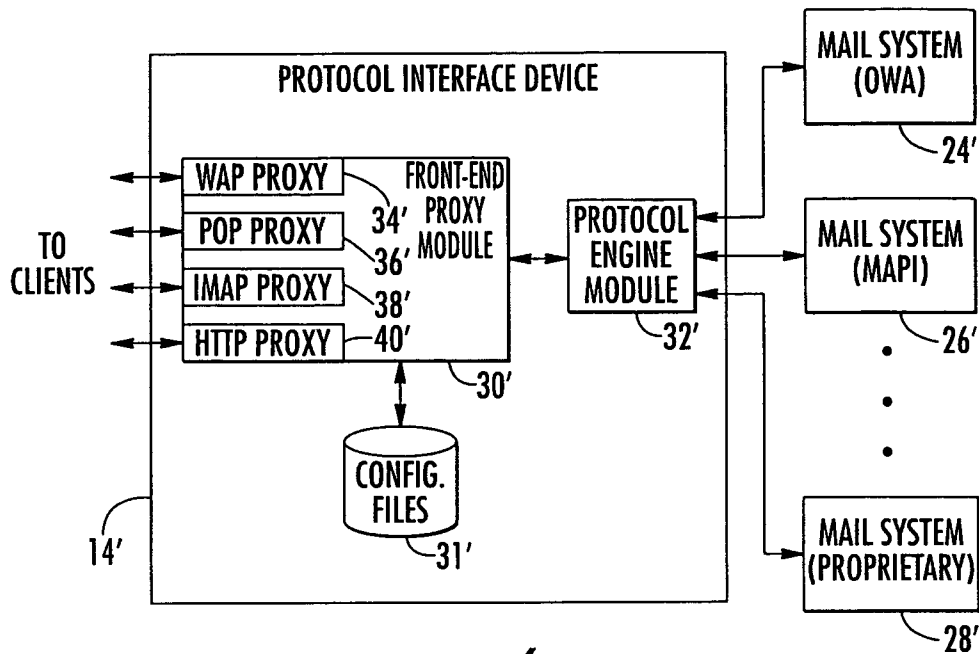 PROTOCOL INTERFACE DEVICE
TO
CLIENTS
WAP PROXY
34'
POP PROXY
36'
IMAP PROXY
38'
HTTP PROXY
40'
FRONT-END
PROXY
MODULE
30'
CONFIG.
FILES
31'
14'
PROTOCOL
ENGINE
MODULE
32'
MAIL SYSTEM
(OWA)
24'
MAIL SYSTEM
(MAPI)
26'
MAIL SYSTEM
(PROPRIETARY)
28'